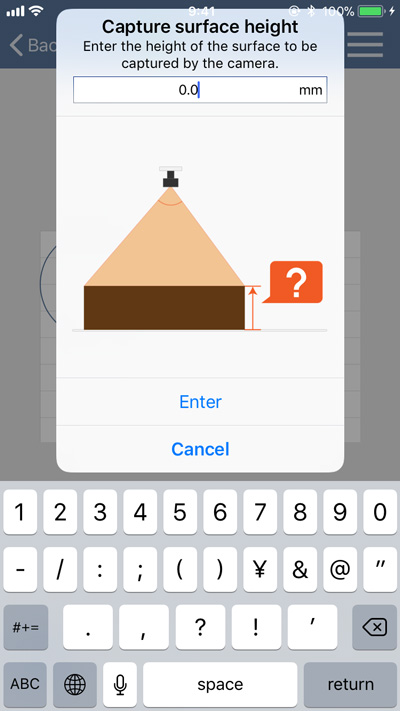 9:41
100%
Bac
Capture surface height
Enter the height of the surface to be
captured by the camera.
0.0 mm
?
Enter
Cancel
1 2 3 4 5 6 7 8 9 0
- / : ; ( ) ¥ & @ "
#+= . , ? ! ’
ABC space return